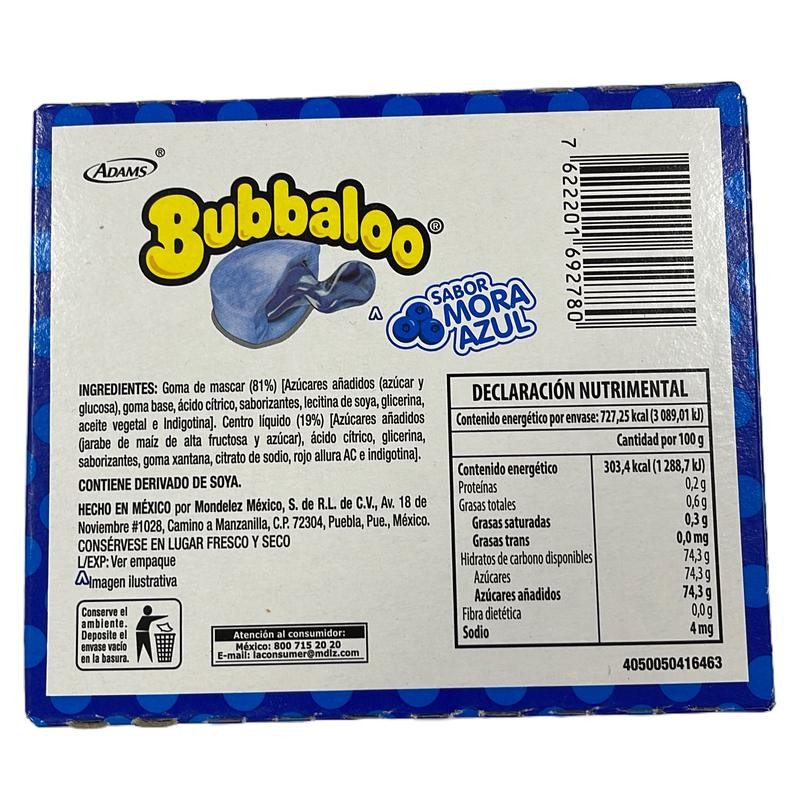 ADAMS®
Bubbaloo®
SABOR
MORA
AZUL
7 622201 692780
INGREDIENTES: Goma de mascar (81%) [Azúcares añadidos (azúcar y
glucosa), goma base, ácido cítrico, saborizantes, lecitina de soya, glicerina,
aceite vegetal e Indigotina]. Centro líquido (19%) [Azúcares añadidos
(jarabe de maíz de alta fructosa y azúcar), ácido cítrico, glicerina,
saborizantes, goma xantana, citrato de sodio, rojo allura AC e indigotina].
CONTIENE DERIVADO DE SOYA.
HECHO EN MÉXICO por Mondelez México, S. de R.L. de C.V., Av. 18 de
Noviembre #1028, Camino a Manzanilla, C.P. 72304, Puebla, Pue., México.
CONSÉRVESE EN LUGAR FRESCO Y SECO
L/EXP: Ver empaque
Imagen ilustrativa
Conserve el
ambiente.
Deposite el
envase vacío
en la basura.
Atención al consumidor:
México: 800 715 20 20
E-mail: laconsumer@mdlz.com
DECLARACIÓN NUTRIMENTAL
Contenido energético por envase: 727,25 kcal (3 089,01 kJ)
Cantidad por 100 g
Contenido energético 303,4 kcal (1 288,7 kJ)
Proteínas 0,2 g
Grasas totales 0,6 g
Grasas saturadas 0,3 g
Grasas trans 0,0 mg
Hidratos de carbono disponibles 74,3 g
Azúcares 74,3 g
Azúcares añadidos 74,3 g
Fibra dietética 0,0 g
Sodio 4 mg
4050050416463